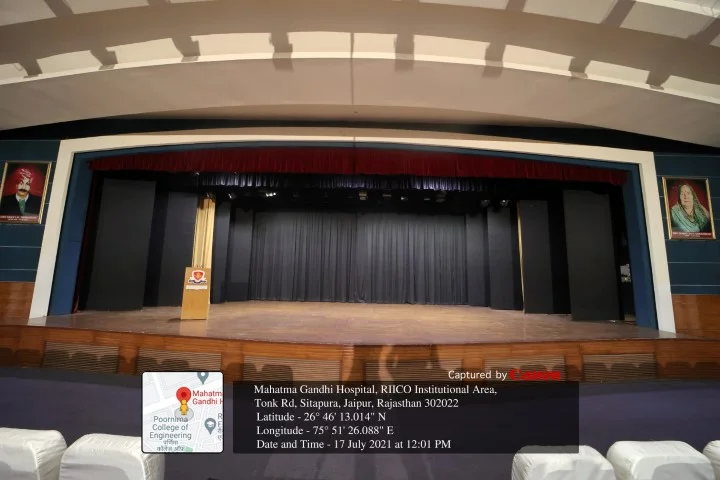 Captured by
Mahatma Gandhi Hospital, RIICO Institutional Area,
Tonk Rd, Sitapura, Jaipur, Rajasthan 302022
Latitude - 26° 46' 13.014" N
Longitude - 75° 51' 26.088" E
Date and Time - 17 July 2021 at 12:01 PM
Mahatm
Gandhi H
Poornima
College of
Engineering